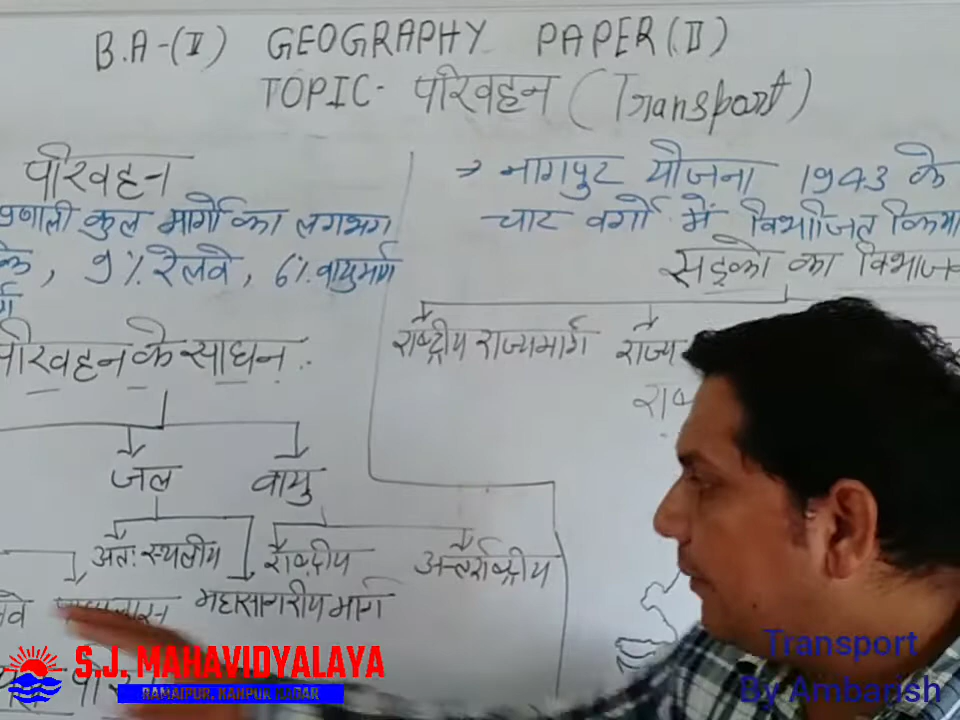 B.A-(II) GEOGRAPHY PAPER(II)
TOPIC- परिवहन (Transport)
परिवहन
प्रणाली कुल मार्गो का लगभग
के, 9% रेलवे, 6% वायुमार्ग
र्ग
परिवहन के साधन :
जल वायु
अंतः स्थलीय
महासागरीय मार्ग
राष्ट्रीय अन्तर्राष्ट्रीय
→ नागपुर योजना 1943 के
चार वर्गो में विभाजित किया
सड़को का विभाजन
राष्ट्रीय राज्यमार्ग राज्य
राष्
S.J. MAHAVIDYALAYA
RAMAIPUR, KANPUR NAGAR
Transport
By Ambarish